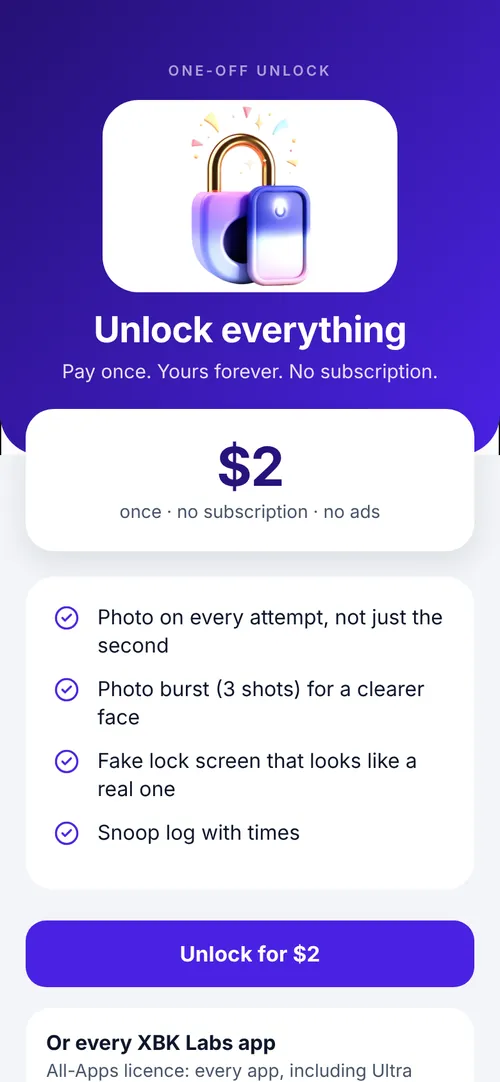 ONE-OFF UNLOCK
Unlock everything
Pay once. Yours forever. No subscription.
$2
once · no subscription · no ads
Photo on every attempt, not just the
second
Photo burst (3 shots) for a clearer
face
Fake lock screen that looks like a
real one
Snoop log with times
Unlock for $2
Or every XBK Labs app
All-Apps licence: every app, including Ultra